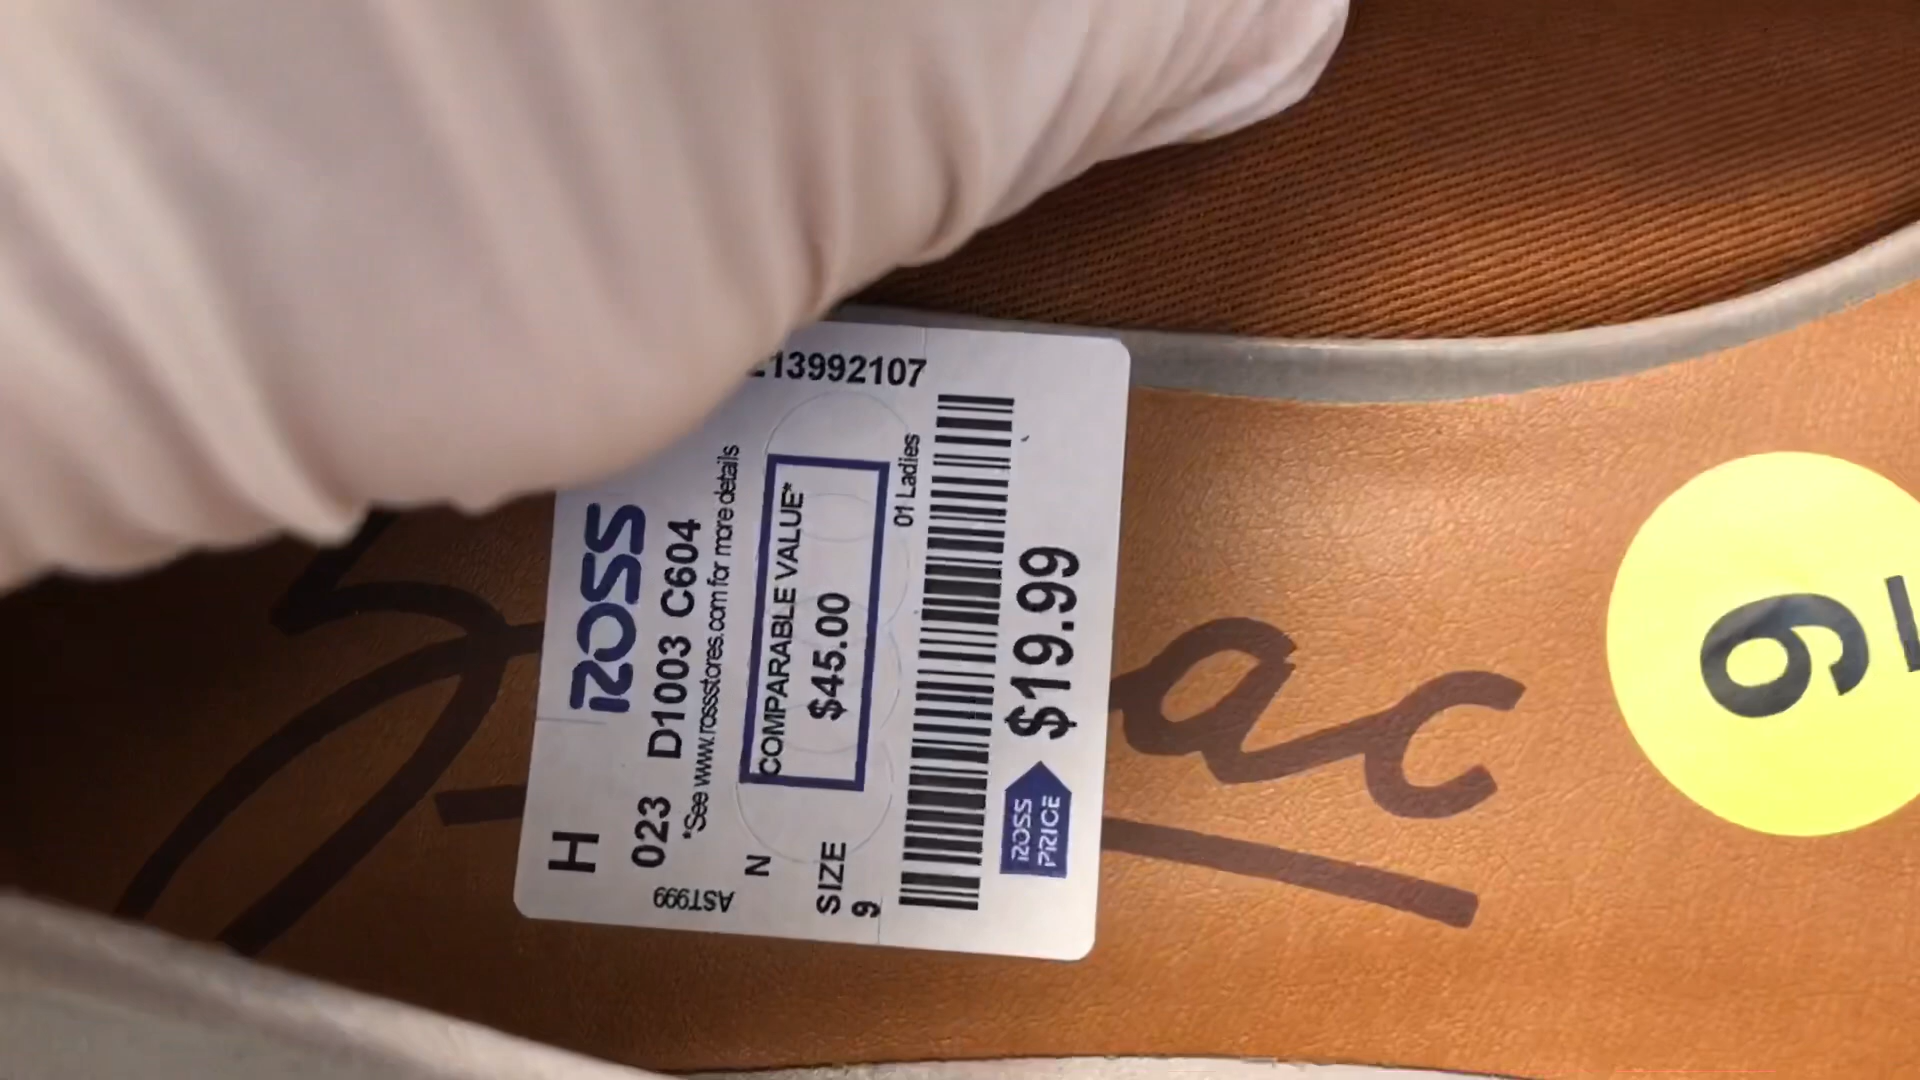 13992107
ROSS
H
023 D1003 C604
*See www.rossstores.com for more details
AST999
N
COMPARABLE VALUE*
$45.00
SIZE
9
01 Ladies
$19.99
ROSS
PRICE
ac
9